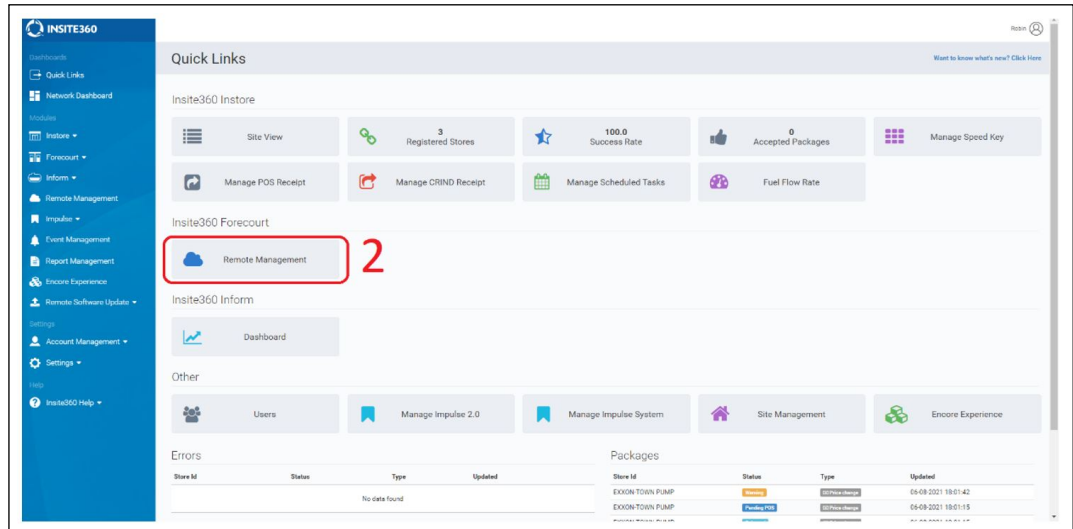 INSITE360
Robin
Dashboards
Quick Links
Network Dashboard
Modules
Instore
Forecourt
Inform
Remote Management
Impulse
Event Management
Report Management
Encore Experience
Remote Software Update
Settings
Account Management
Settings
Help
Insite360 Help
Quick Links
Want to know what's new? Click Here
Insite360 Instore
Site View
3
Registered Stores
100.0
Success Rate
0
Accepted Packages
Manage Speed Key
Manage POS Receipt
Manage CRIND Receipt
Manage Scheduled Tasks
Fuel Flow Rate
Insite360 Forecourt
Remote Management
2
Insite360 Inform
Dashboard
Other
Users
Manage Impulse 2.0
Manage Impulse System
Site Management
Encore Experience
Errors
Store Id Status Type Updated
No data found
Packages
Store Id Status Type Updated
EXXON-TOWN PUMP 06-08-2021 18:01:42
EXXON-TOWN PUMP Pending POS 06-08-2021 18:01:15